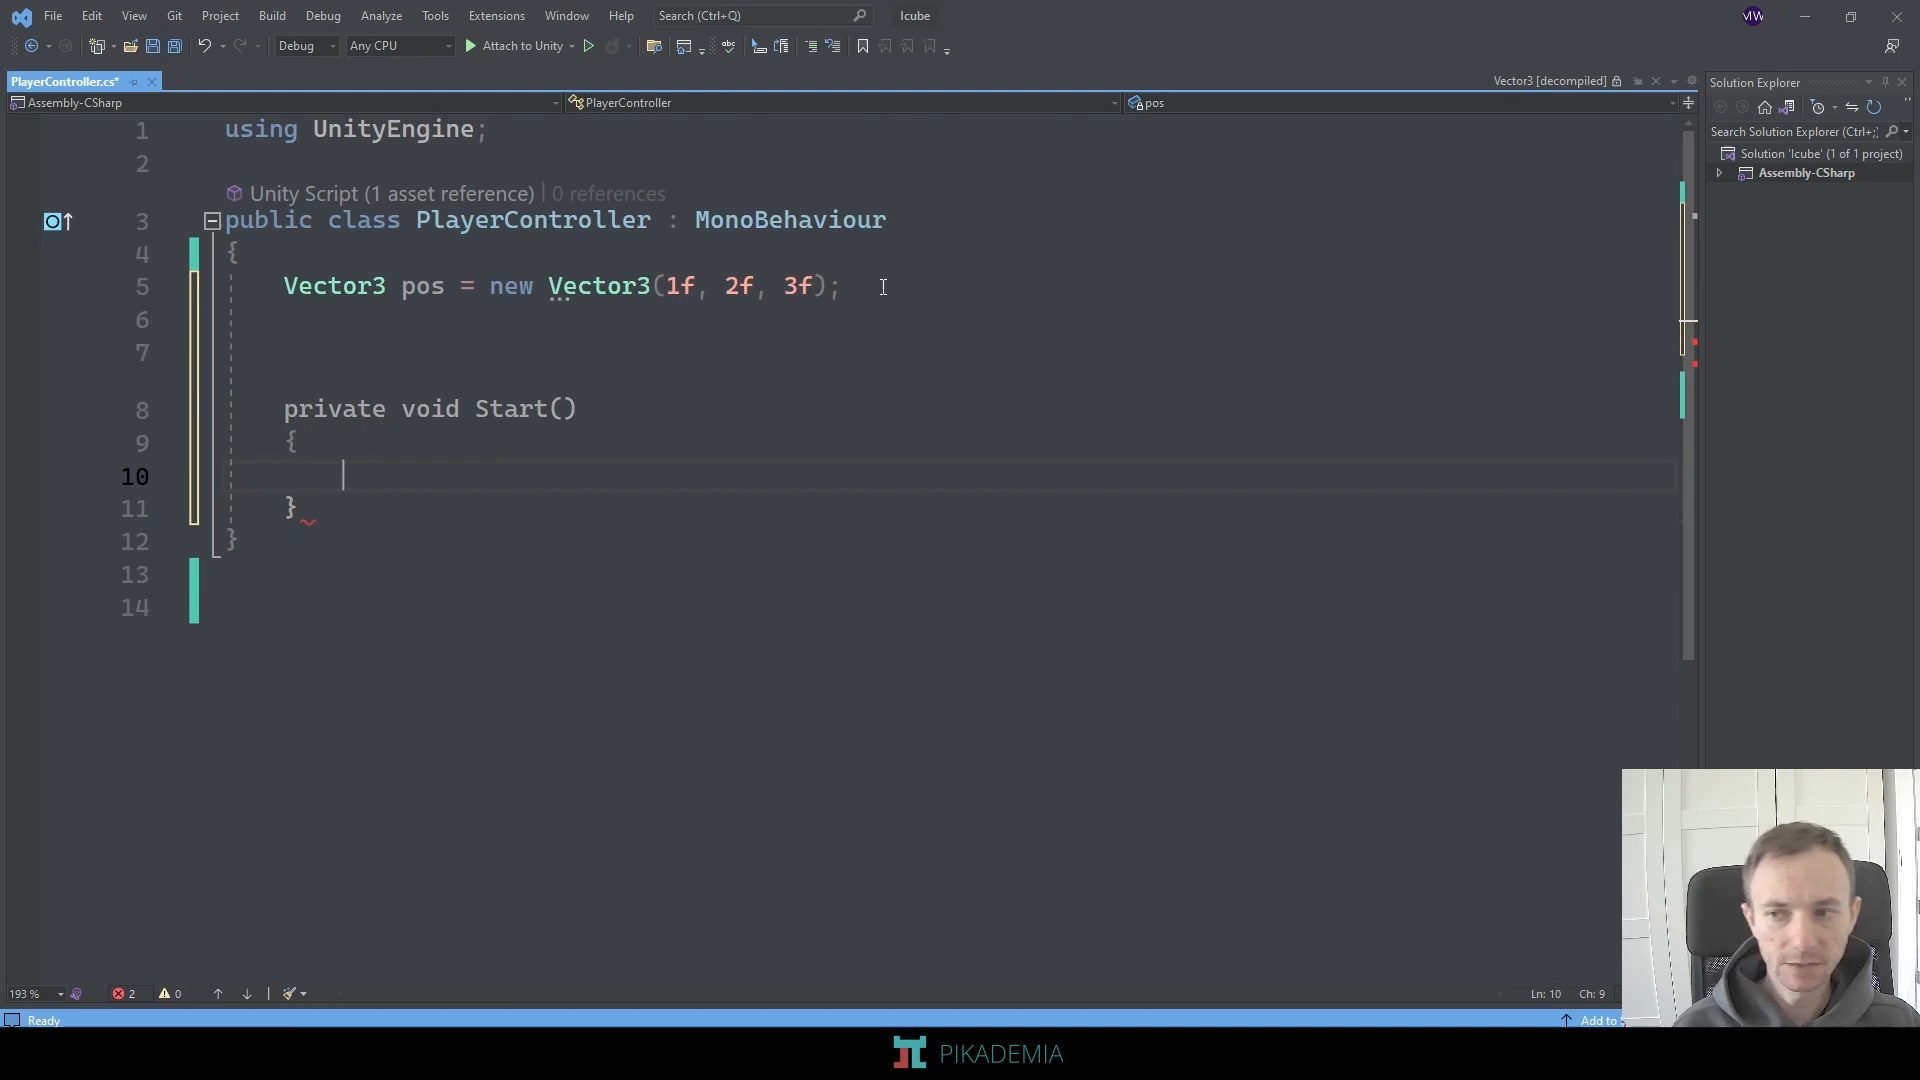 File Edit View Git Project Build Debug Analyze Tools Extensions Window Help Search (Ctrl+Q) Icube MW
Debug Any CPU Attach to Unity
PlayerController.cs* Vector3 [decompiled] Solution Explorer
Assembly-CSharp PlayerController pos
Search Solution Explorer (Ctrl+;)
Solution 'Icube' (1 of 1 project)
Assembly-CSharp
1 using UnityEngine;
2
Unity Script (1 asset reference) | 0 references
3 public class PlayerController : MonoBehaviour
4 {
5 Vector3 pos = new Vector3(1f, 2f, 3f);
6
7
8 private void Start()
9 {
10
11 }
12 }
13
14
193 % 2 0 Ln: 10 Ch: 9
Ready Add to
PIKADEMIA